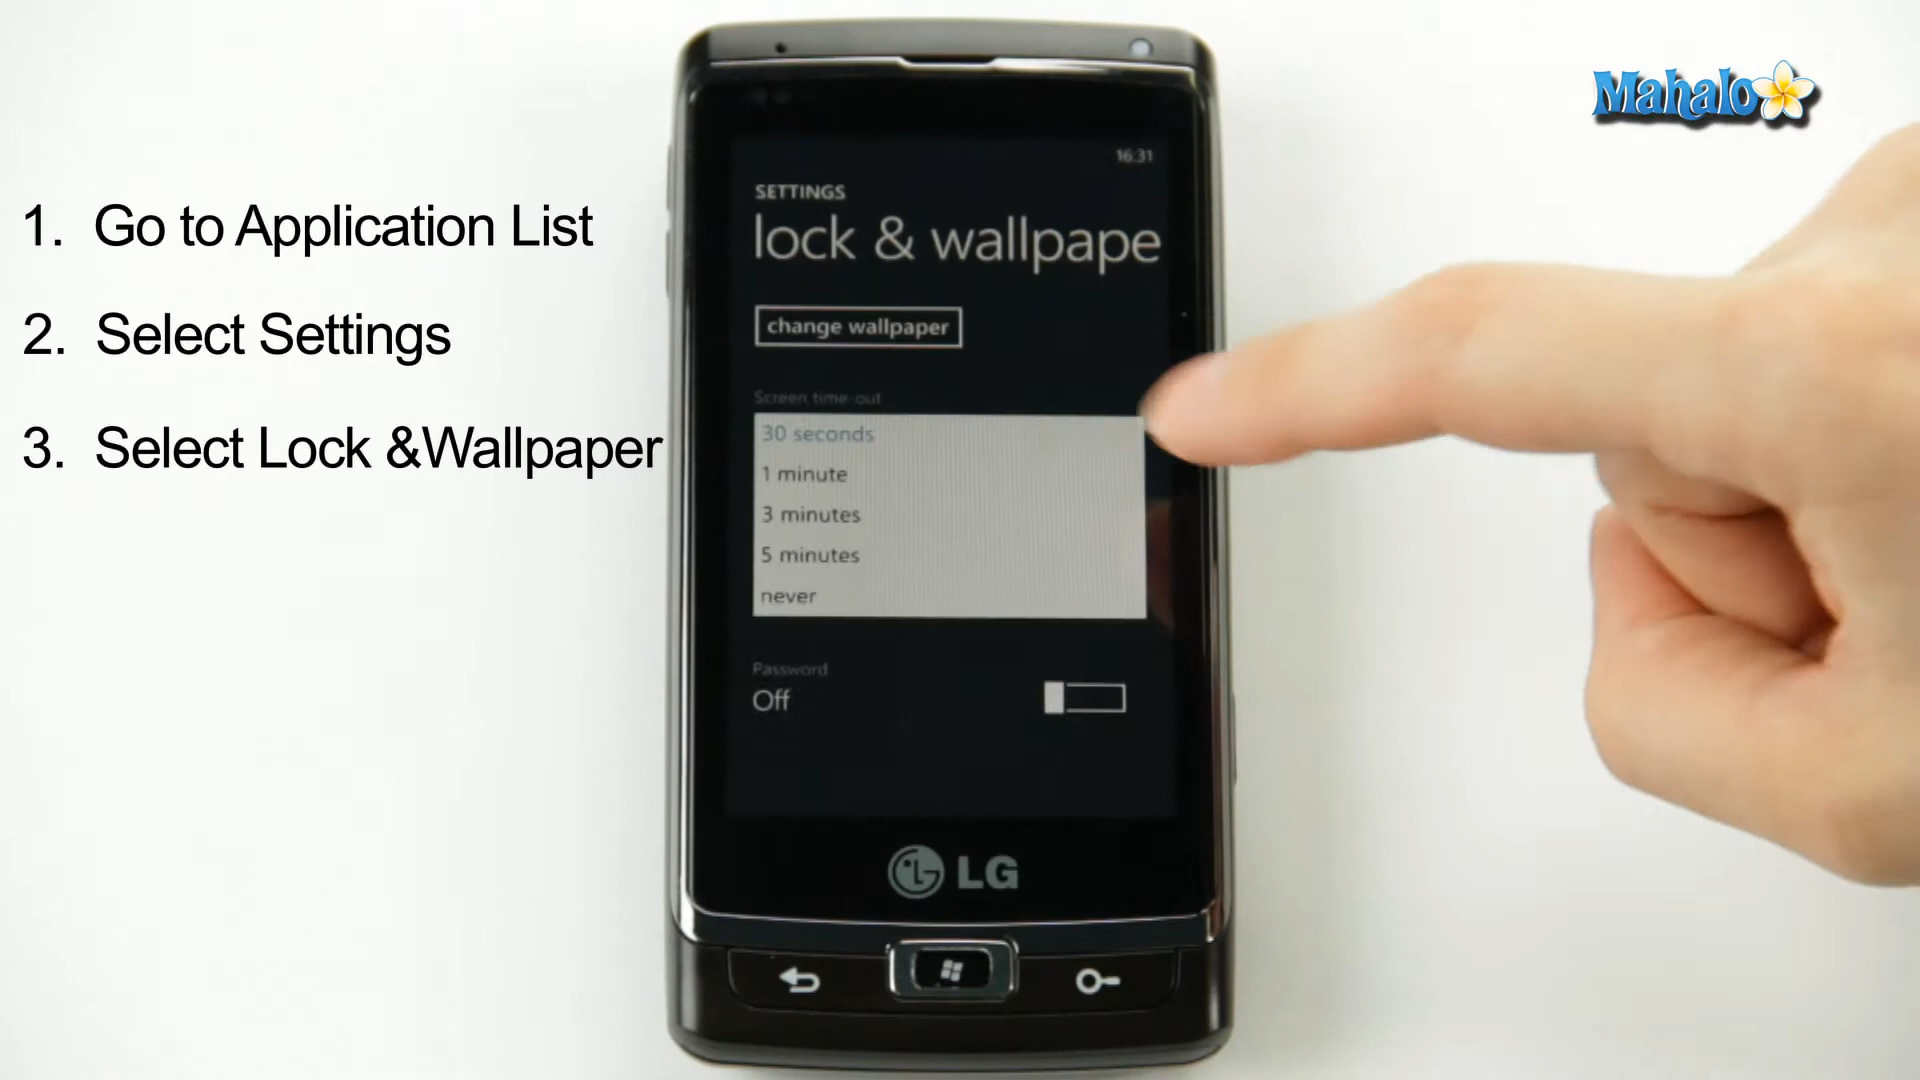 Mahalo
1. Go to Application List
2. Select Settings
3. Select Lock &Wallpaper
16:31
SETTINGS
lock & wallpape
change wallpaper
Screen time-out
30 seconds
1 minute
3 minutes
5 minutes
never
Password
Off
LG